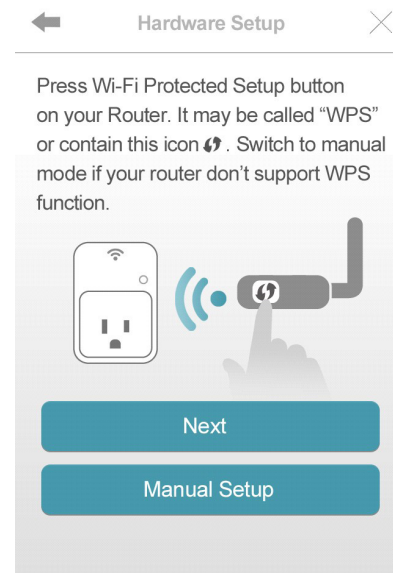 Hardware Setup
Press Wi-Fi Protected Setup button
on your Router. It may be called “WPS”
or contain this icon . Switch to manual
mode if your router don’t support WPS
function.
Next
Manual Setup